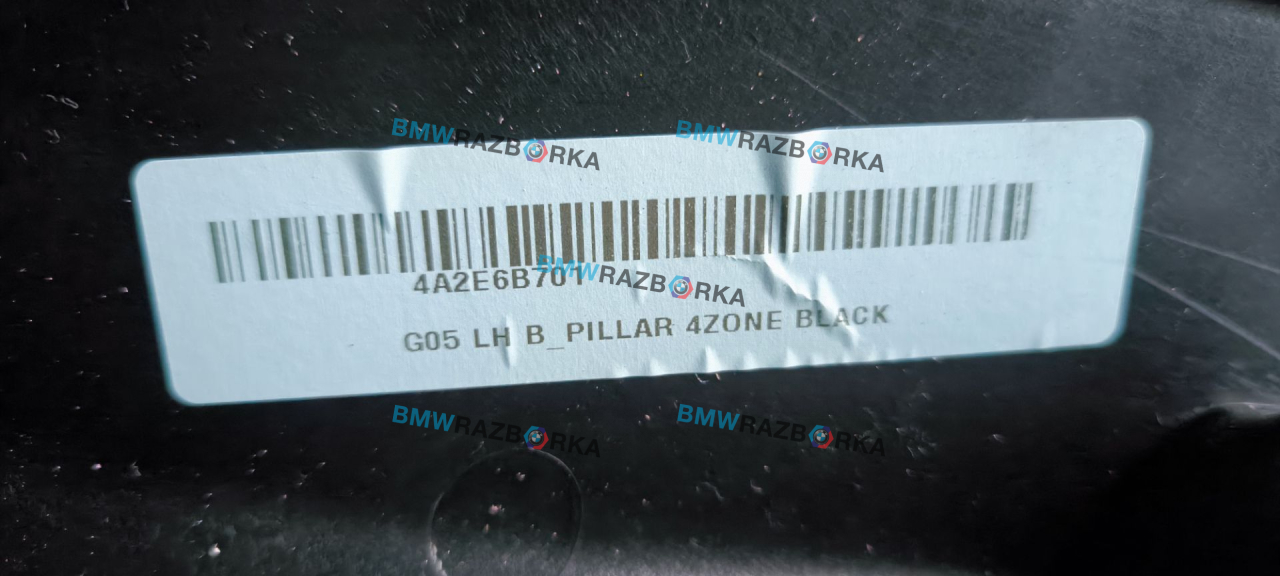 BMWRAZBORKA BMWRAZBORKA
4A2E6B701
BMWRAZBORKA
G05 LH B_PILLAR 4ZONE BLACK
BMWRAZBORKA BMWRAZBORKA